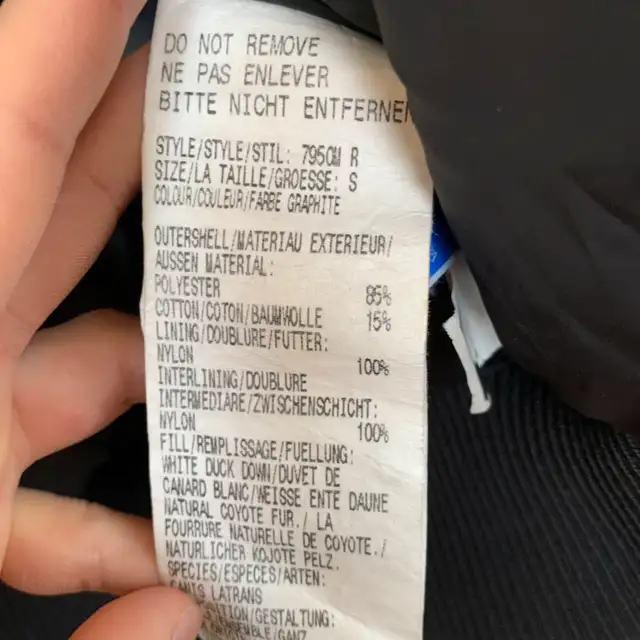 DO NOT REMOVE
NE PAS ENLEVER
BITTE NICHT ENTFERNEN
STYLE/STYLE/STIL: 7950M R
SIZE/LA TAILLE/GROESSE: S
COLOUR/COULEUR/FARBE GRAPHITE
OUTERSHELL/MATERIAU EXTERIEUR/
AUSSEN MATERIAL:
POLYESTER 85%
COTTON/COTON/BAUMWOLLE 15%
LINING/DOUBLURE/FUTTER:
NYLON 100%
INTERLINING/DOUBLURE
INTERMEDIARE/ZWISCHENSCHICHT:
NYLON 100%
FILL/REMPLISSAGE/FUELLUNG:
WHITE DUCK DOWN/DUVET DE
CANARD BLANC/WEISSE ENTE DAUNE
NATURAL COYOTE FUR./ LA
FOURRURE NATURELLE DE COYOTE./
NATURLICHER KOJOTE PELZ.
SPECIES/ESPECES/ARTEN:
LATRANS
GESTALTUNG:
GANZ